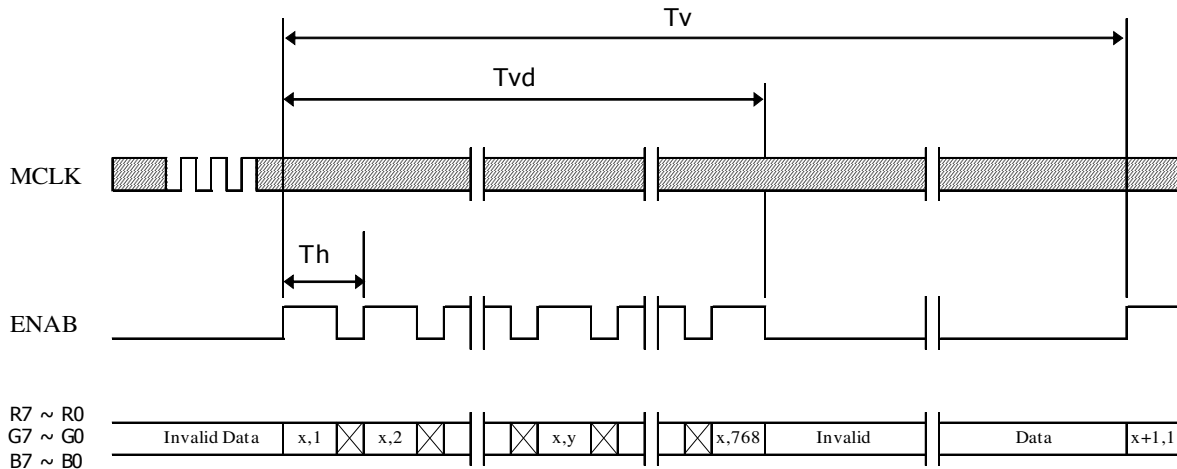 Tv
Tvd
MCLK
Th
ENAB
R7 ~ R0
G7 ~ G0
B7 ~ B0
Invalid Data x,1 x,2 x,y x,768 Invalid Data x+1,1